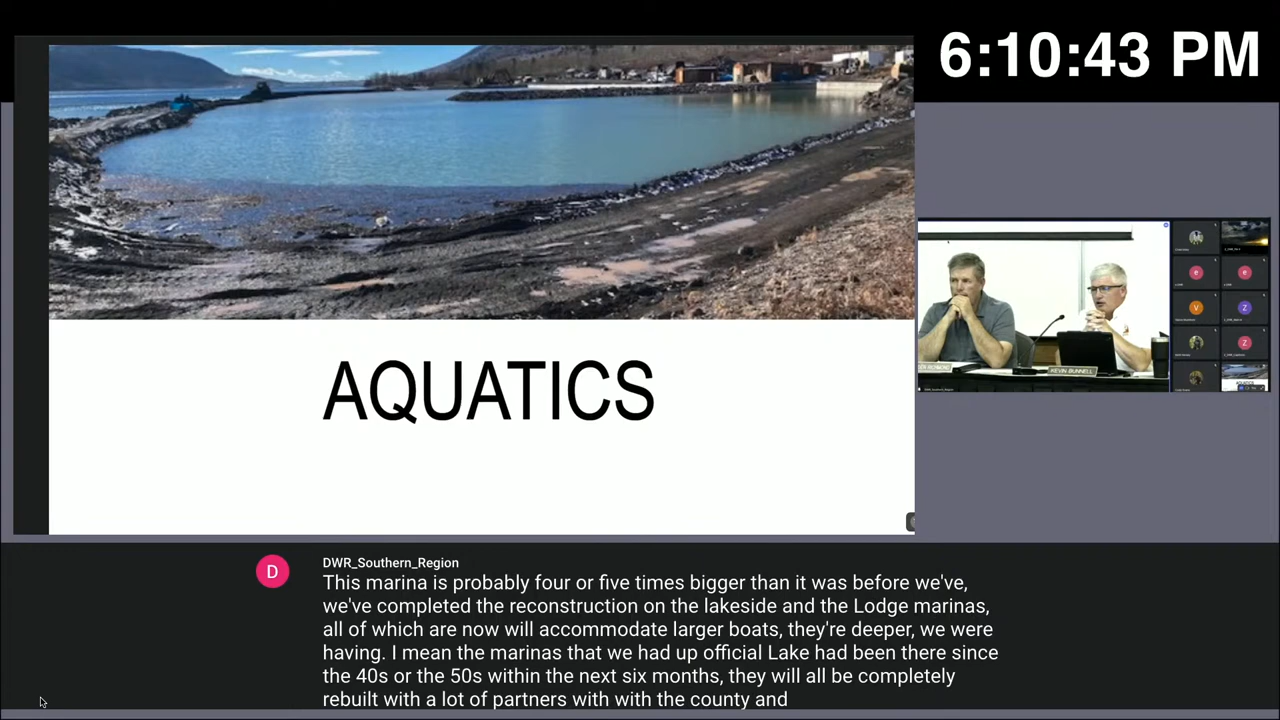 6:10:43 PM
AQUATICS
KEVIN BUNNELL
D
DWR_Southern_Region
This marina is probably four or five times bigger than it was before we've,
we've completed the reconstruction on the lakeside and the Lodge marinas,
all of which are now will accommodate larger boats, they're deeper, we were
having. I mean the marinas that we had up official Lake had been there since
the 40s or the 50s within the next six months, they will all be completely
rebuilt with a lot of partners with with the county and